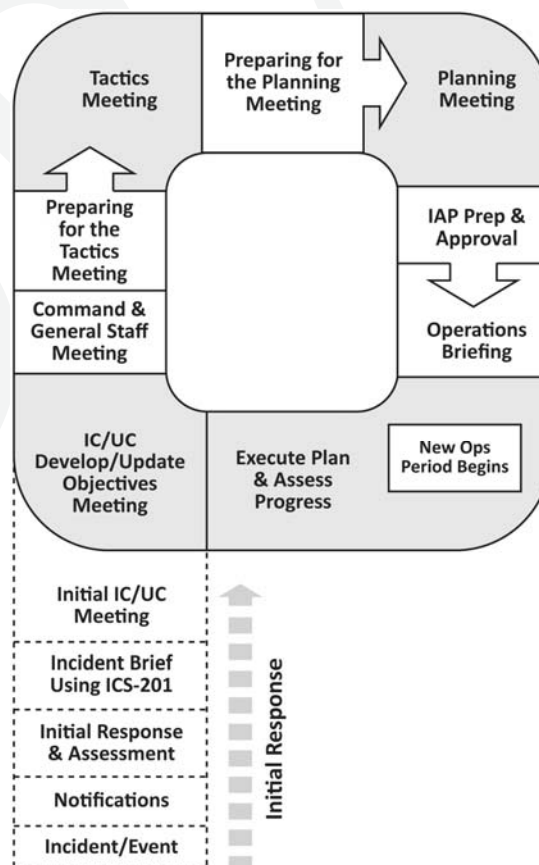 Tactics
Meeting
Preparing for
the Planning
Meeting
Planning
Meeting
Preparing
for the
Tactics
Meeting
IAP Prep &
Approval
Command &
General Staff
Meeting
Operations
Briefing
IC/UC
Develop/Update
Objectives
Meeting
Execute Plan
& Assess
Progress
New Ops
Period Begins
Initial IC/UC
Meeting
Incident Brief
Using ICS-201
Initial Response
& Assessment
Notifications
Incident/Event
Initial Response